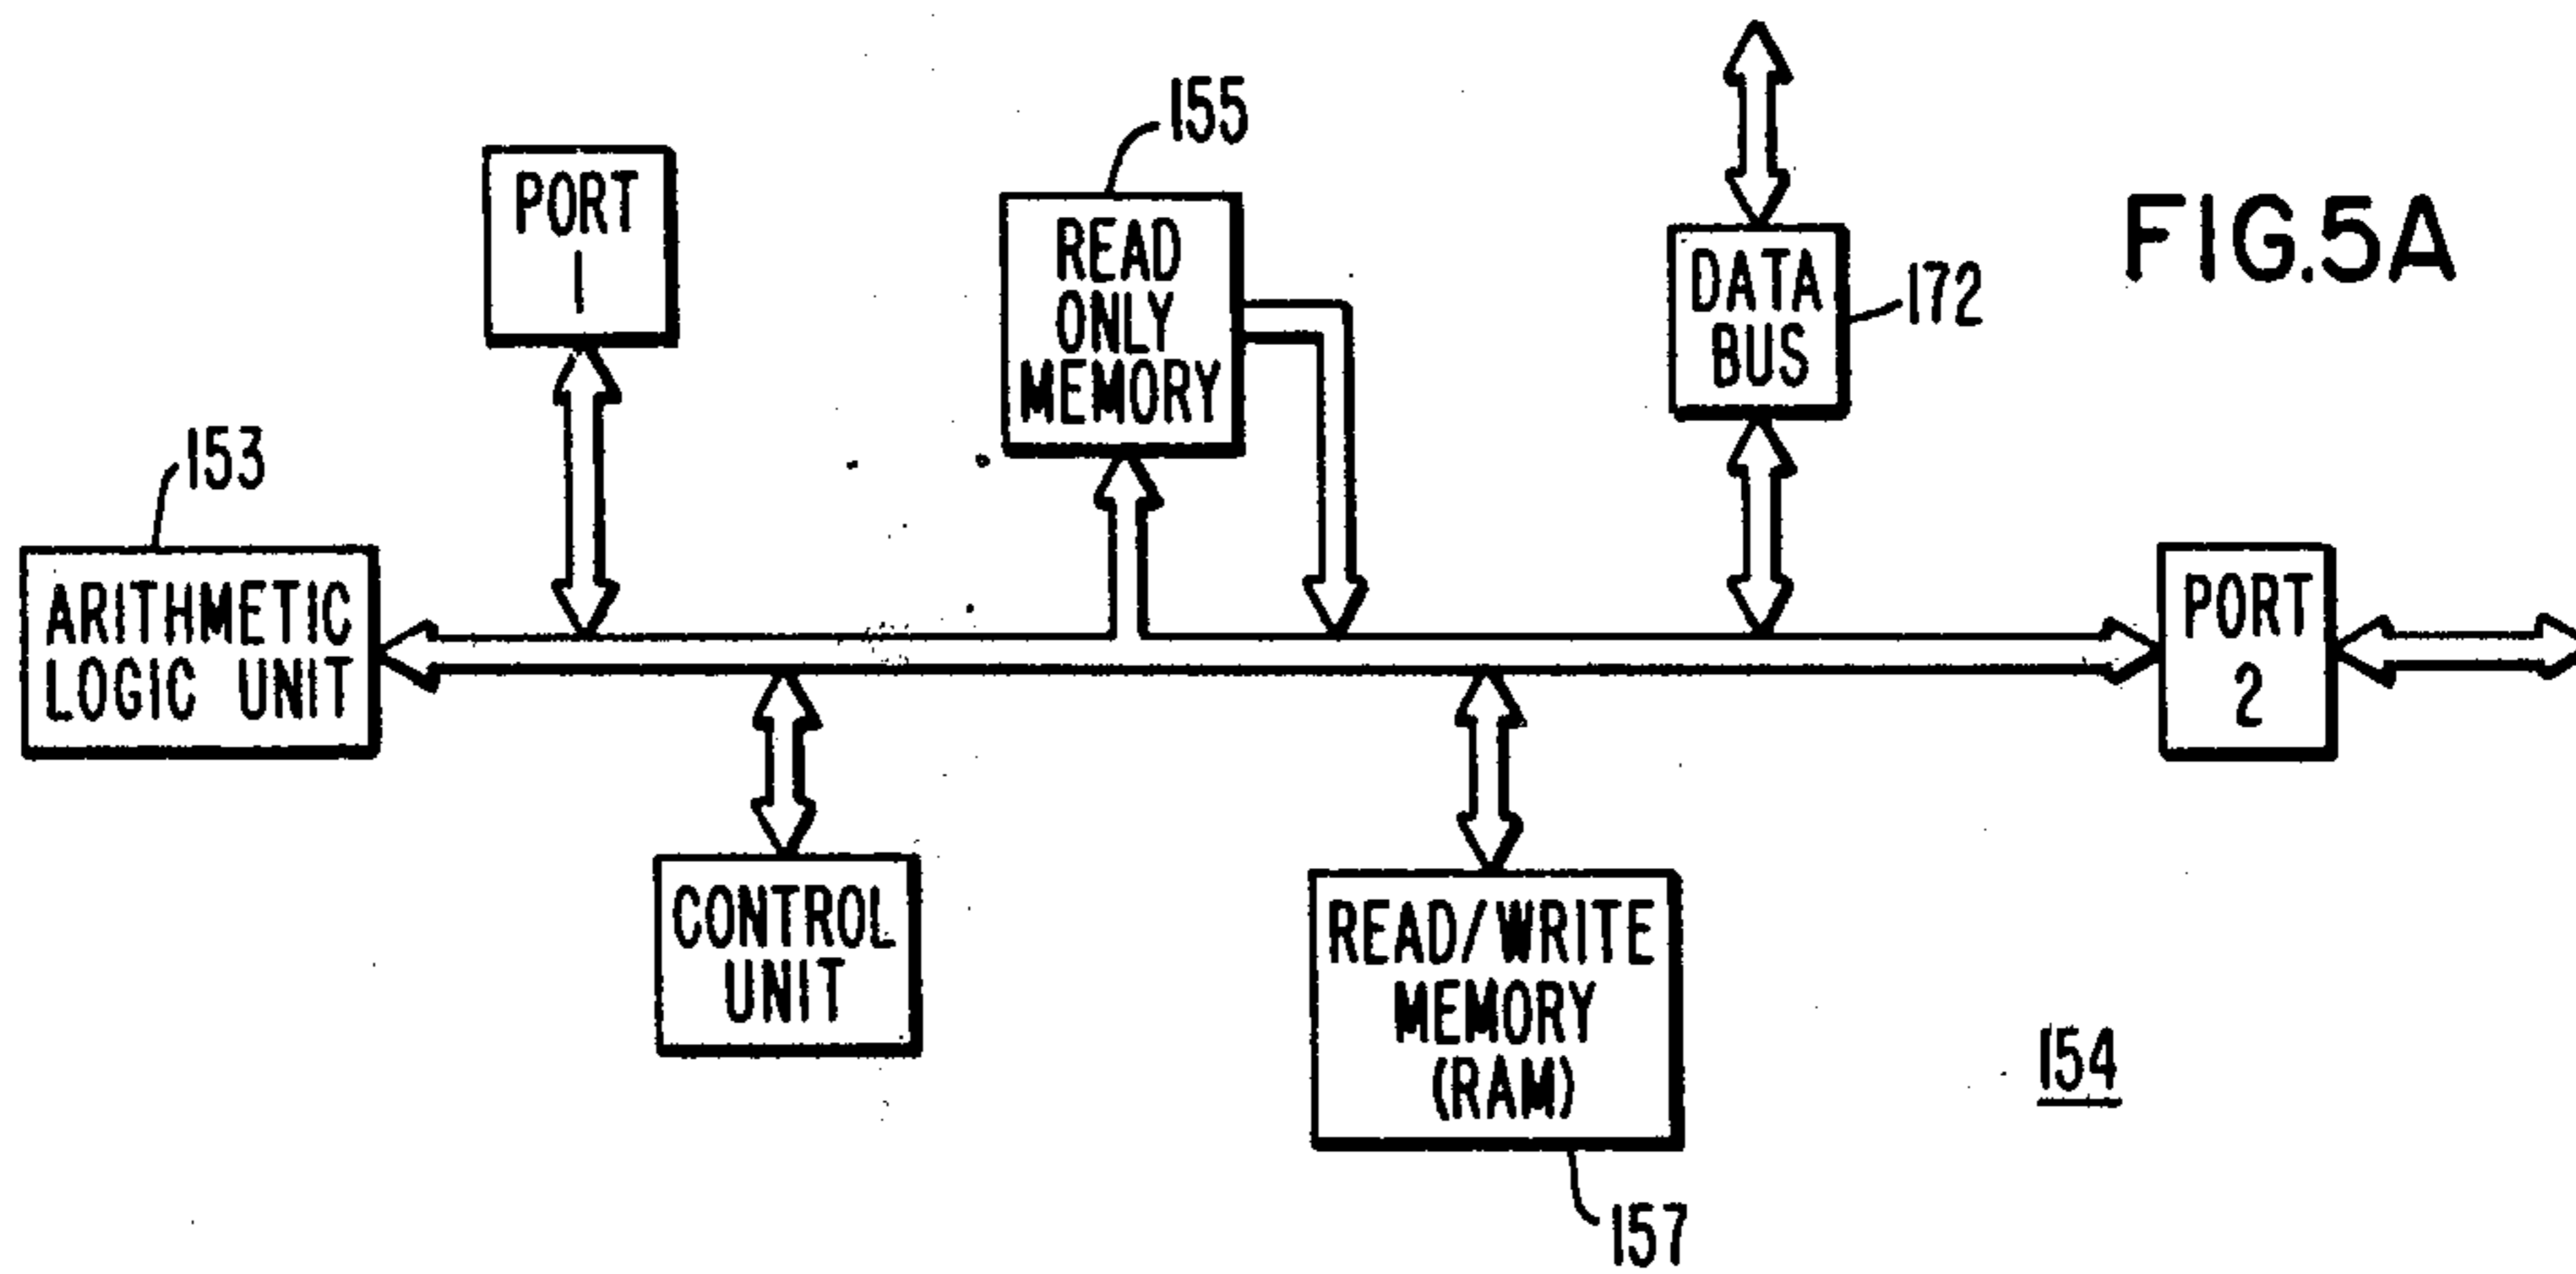 155
PORT
1
READ
ONLY
MEMORY
DATA
BUS
172
FIG.5A
153
ARITHMETIC
LOGIC UNIT
PORT
2
CONTROL
UNIT
READ/WRITE
MEMORY
(RAM)
154
157